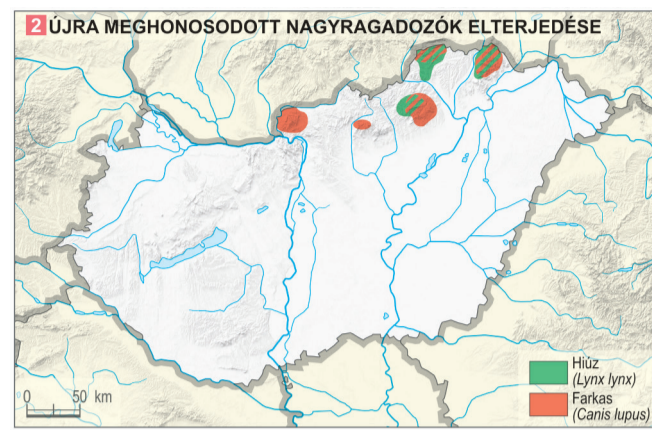 2 ÚJRA MEGHONOSODOTT NAGYRAGADOZÓK ELTERJEDÉSE
Hiúz
(Lynx lynx)
Farkas
(Canis lupus)
0 50 km